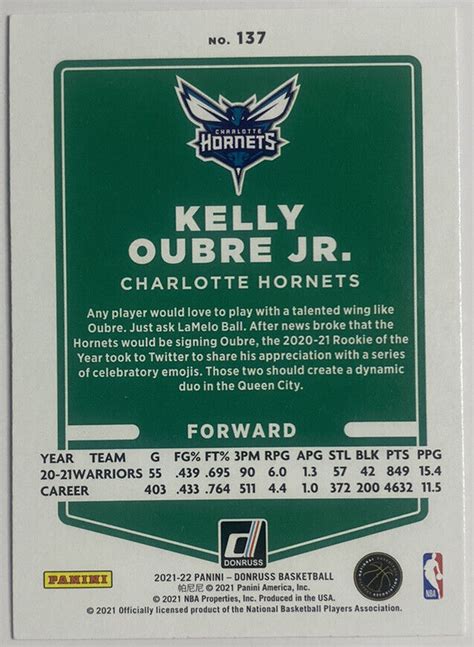 NO. 137
CHARLOTTE
HORNETS
KELLY
OUBRE JR.
CHARLOTTE HORNETS
Any player would love to play with a talented wing like
Oubre. Just ask LaMelo Ball. After news broke that the
Hornets would be signing Oubre, the 2020-21 Rookie of the
Year took to Twitter to share his appreciation with a series
of celebratory emojis. Those two should create a dynamic
duo in the Queen City.
FORWARD
YEAR TEAM G FG% FT% 3PM RPG APG STL BLK PTS PPG
20-21 WARRIORS 55 .439 .695 90 6.0 1.3 57 42 849 15.4
CAREER 403 .433 .764 511 4.4 1.0 372 200 4632 11.5
DONRUSS
PANINI
2021-22 PANINI – DONRUSS BASKETBALL
帕尼尼 © 2021 Panini America, Inc.
© 2021 NBA Properties, Inc. Produced in the USA.
© 2021 Officially licensed product of the National Basketball Players Association.
NBA